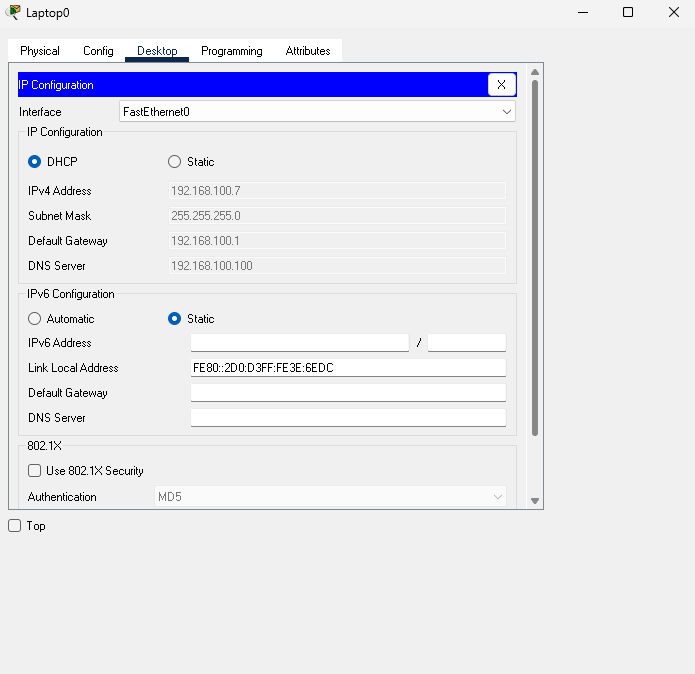 Laptop0
Physical Config Desktop Programming Attributes
IP Configuration X
Interface FastEthernet0
IP Configuration
DHCP Static
IPv4 Address 192.168.100.7
Subnet Mask 255.255.255.0
Default Gateway 192.168.100.1
DNS Server 192.168.100.100
IPv6 Configuration
Automatic Static
IPv6 Address /
Link Local Address FE80::2D0:D3FF:FE3E:6EDC
Default Gateway
DNS Server
802.1X
Use 802.1X Security
Authentication MD5
Top